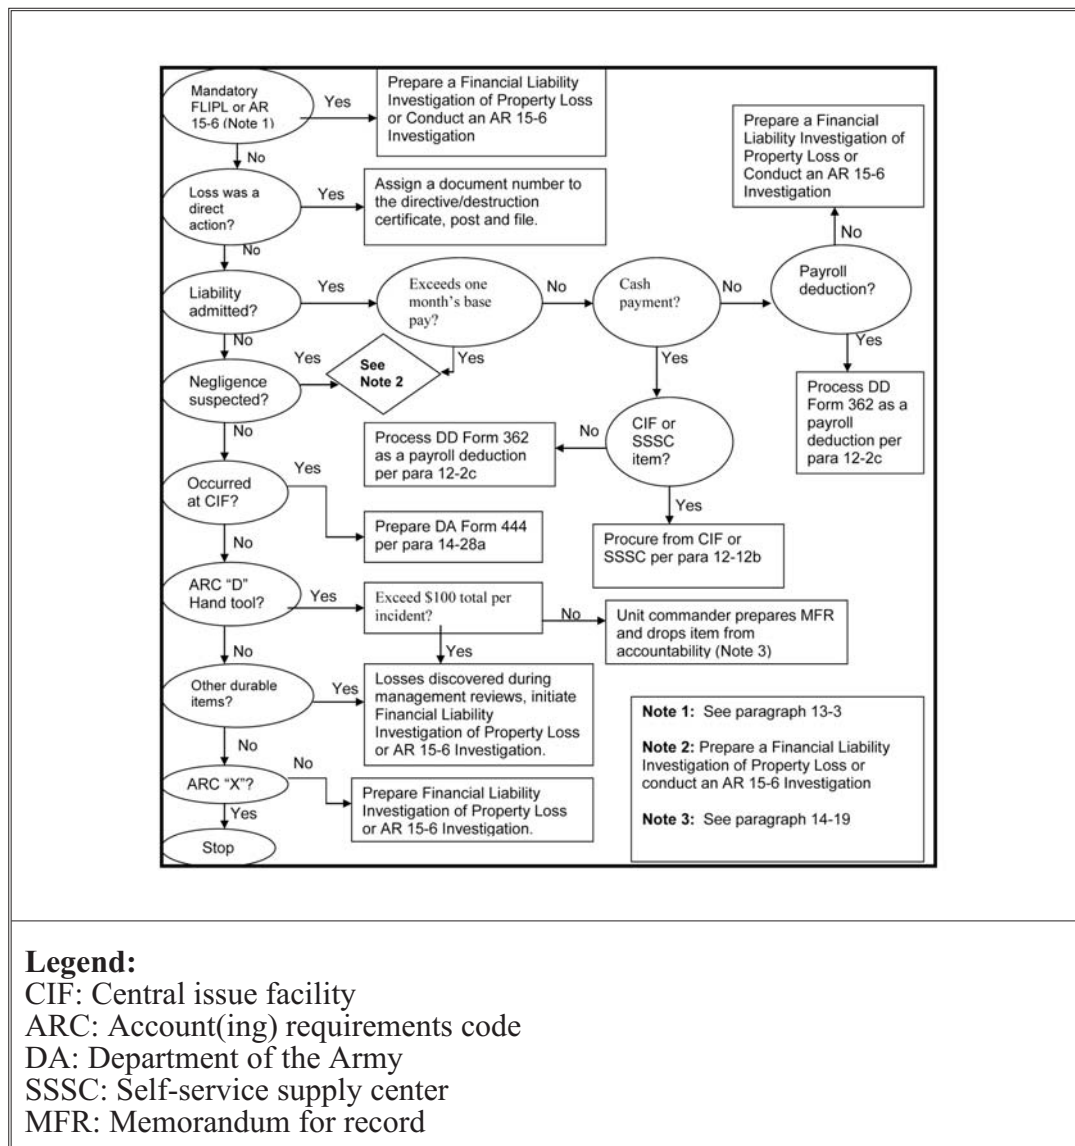 Mandatory
FLIPL or AR
15-6 (Note 1)
Yes
Prepare a Financial Liability
Investigation of Property Loss
or Conduct an AR 15-6
Investigation
No
Prepare a Financial
Liability
Investigation of
Property Loss or
Conduct an AR 15-6
Investigation
Loss was a
direct
action?
Yes
Assign a document number to
the directive/destruction
certificate, post and file.
No
No
Liability
admitted?
Yes
Exceeds one
month's base
pay?
No
Cash
payment?
No
Payroll
deduction?
No
Yes
Yes
Yes
Negligence
suspected?
Yes
See
Note 2
Process DD
Form 362 as a
payroll
deduction per
para 12-2c
No
Process DD Form 362
as a payroll deduction
per para 12-2c
No
CIF or
SSSC
item?
Occurred
at CIF?
Yes
Yes
Prepare DA Form 444
per para 14-28a
Procure from CIF or
SSSC per para 12-12b
No
ARC "D"
Hand tool?
Yes
Exceed $100 total per
incident?
No
Unit commander prepares MFR
and drops item from
accountability (Note 3)
No
Yes
Other durable
items?
Yes
Losses discovered during
management reviews, initiate
Financial Liability
Investigation of Property Loss
or AR 15-6 Investigation.
No
ARC "X"?
No
Prepare Financial Liability
Investigation of Property Loss
or AR 15-6 Investigation.
Yes
Stop
Note 1: See paragraph 13-3
Note 2: Prepare a Financial Liability
Investigation of Property Loss or
conduct an AR 15-6 Investigation
Note 3: See paragraph 14-19
Legend:
CIF: Central issue facility
ARC: Account(ing) requirements code
DA: Department of the Army
SSSC: Self-service supply center
MFR: Memorandum for record